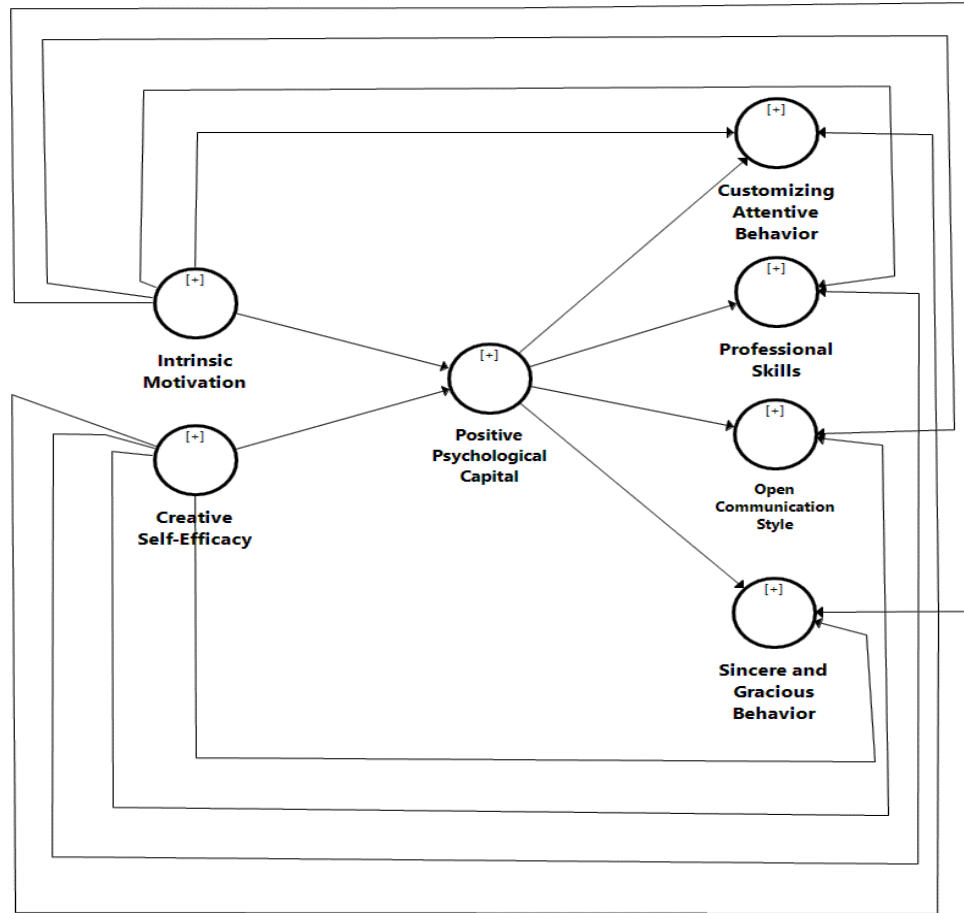 [+]
Customizing
Attentive
Behavior
[+]
Intrinsic
Motivation
[+]
Professional
Skills
[+]
Positive
Psychological
Capital
[+]
Creative
Self-Efficacy
[+]
Open
Communication
Style
[+]
Sincere and
Gracious
Behavior